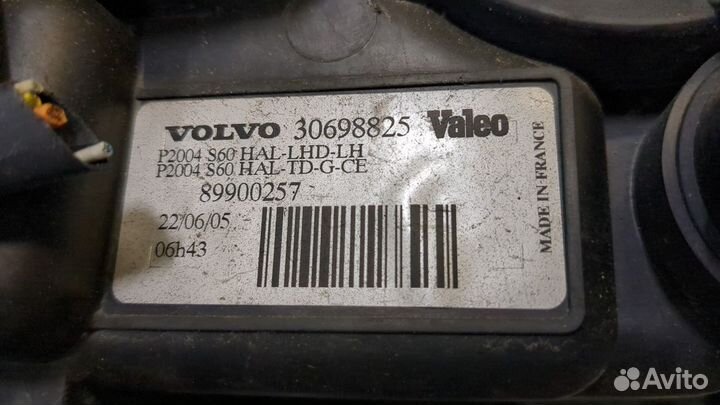 VOLVO 30698825 Valeo
P2004 S60 HAL-LHD-LH
P2004 S60 HAL-TD-G-CE
89900257
22/06/05
06h43
MADE IN FRANCE
Avito